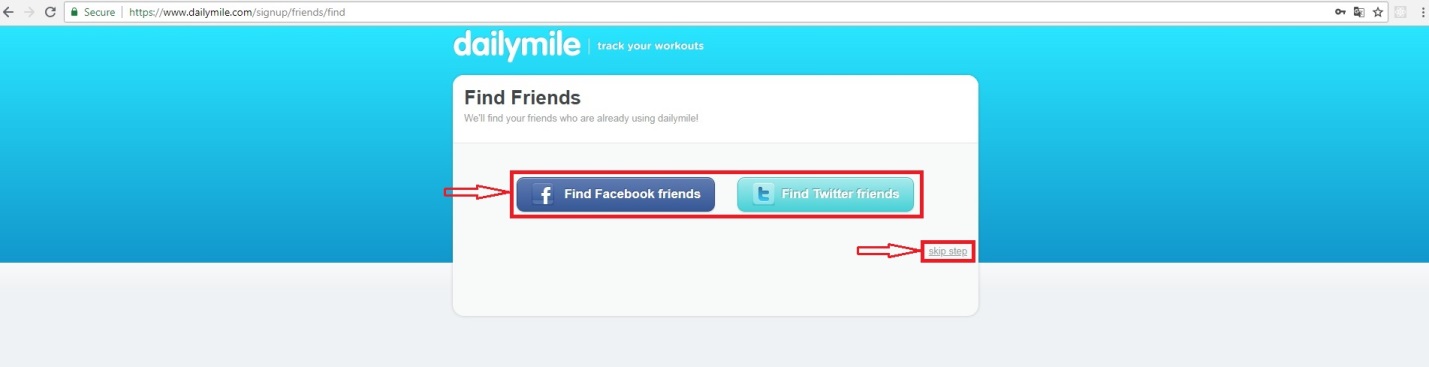 Secure | https://www.dailymile.com/signup/friends/find
dailymile | track your workouts
Find Friends
We'll find your friends who are already using dailymile!
Find Facebook friends
Find Twitter friends
skip step